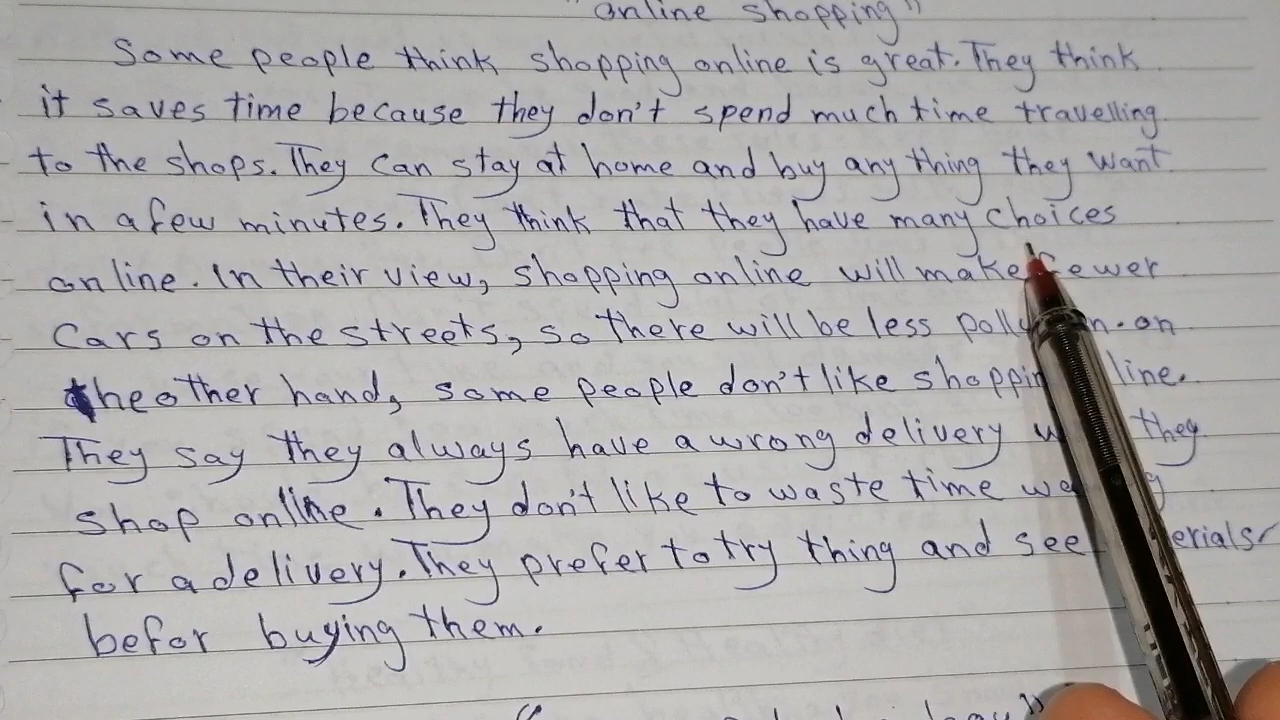 "online shopping"
Some people think shopping online is great. They think
it saves time because they don't spend much time travelling
to the shops. They can stay at home and buy any thing they want
in a few minutes. They think that they have many choices
online. In their view, shopping online will make fewer
cars on the streets, so there will be less on
the other hand, some people don't like line.
They say they always have a wrong delivery they
shop online. They don't like to waste time
for a delivery. They prefer to try thing and see
befor buying them.